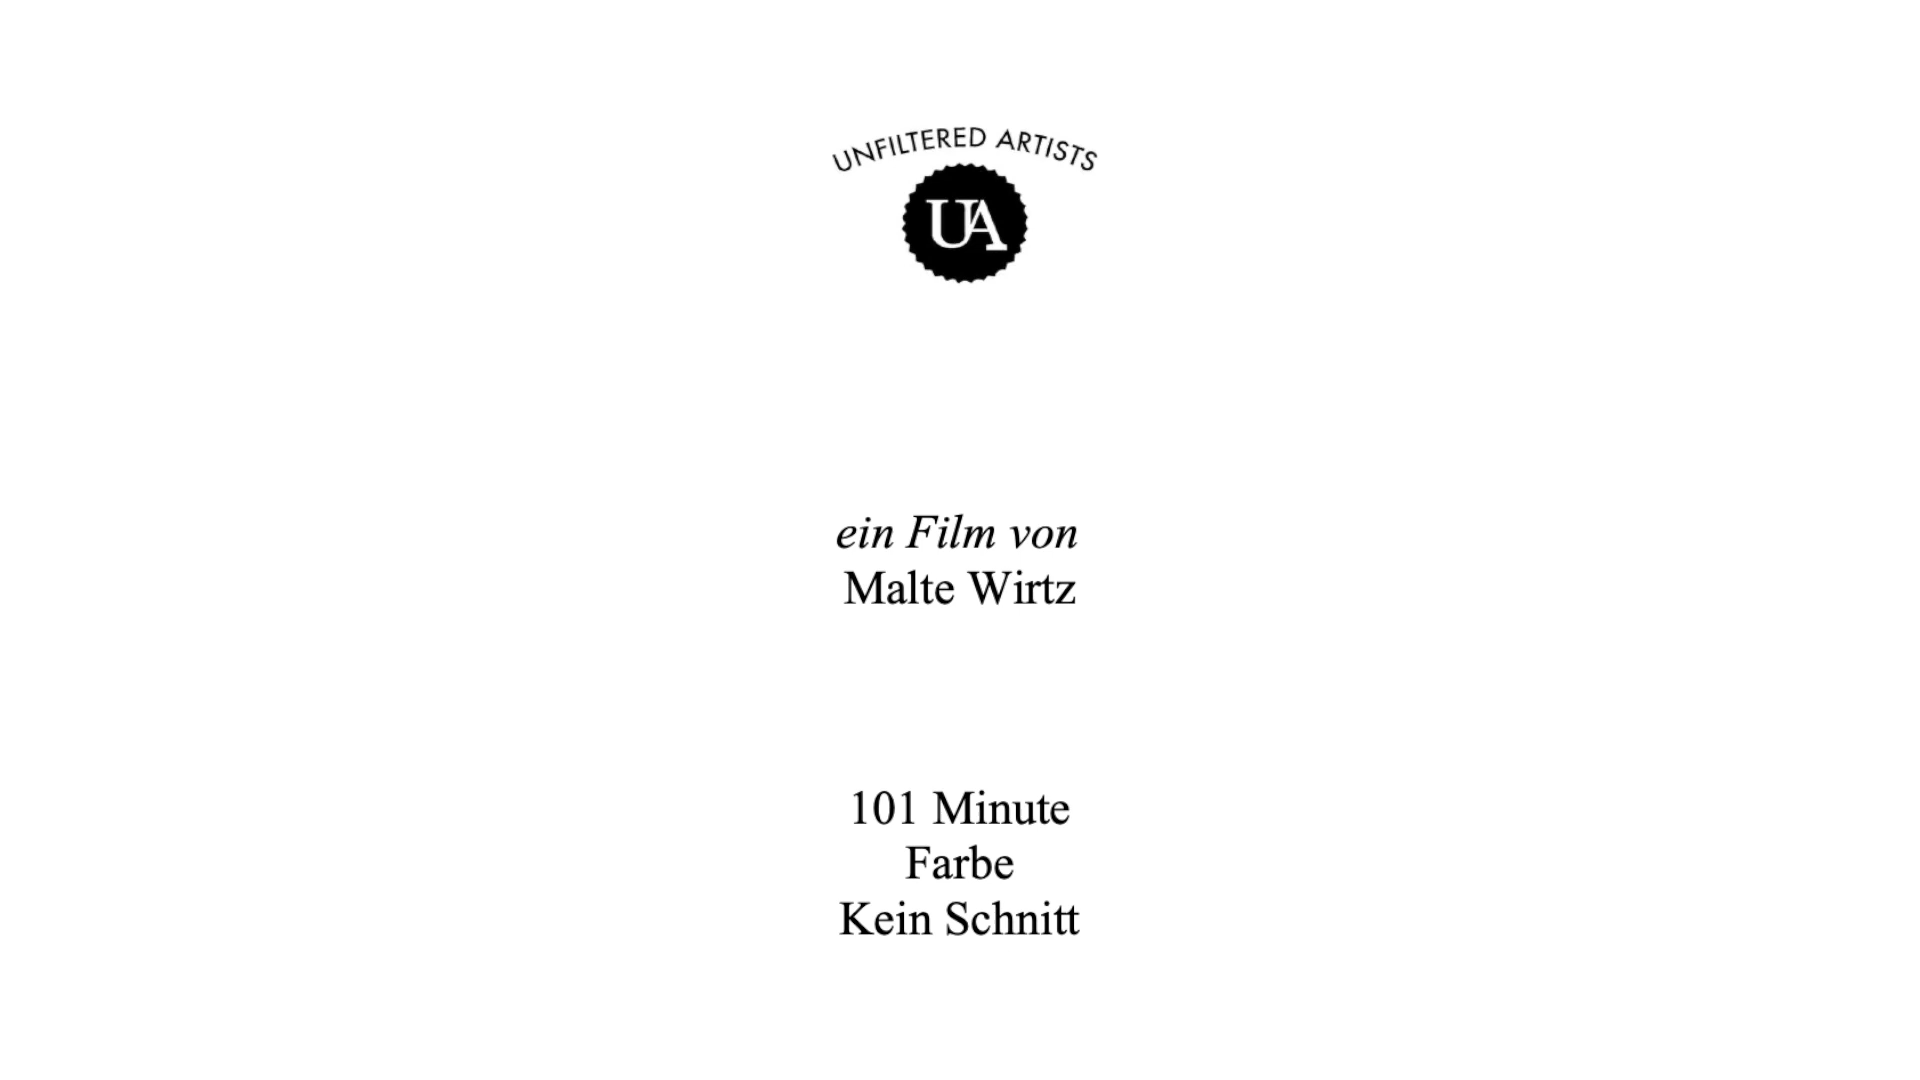 UNFILTERED ARTISTS
UA
ein Film von
Malte Wirtz
101 Minute
Farbe
Kein Schnitt